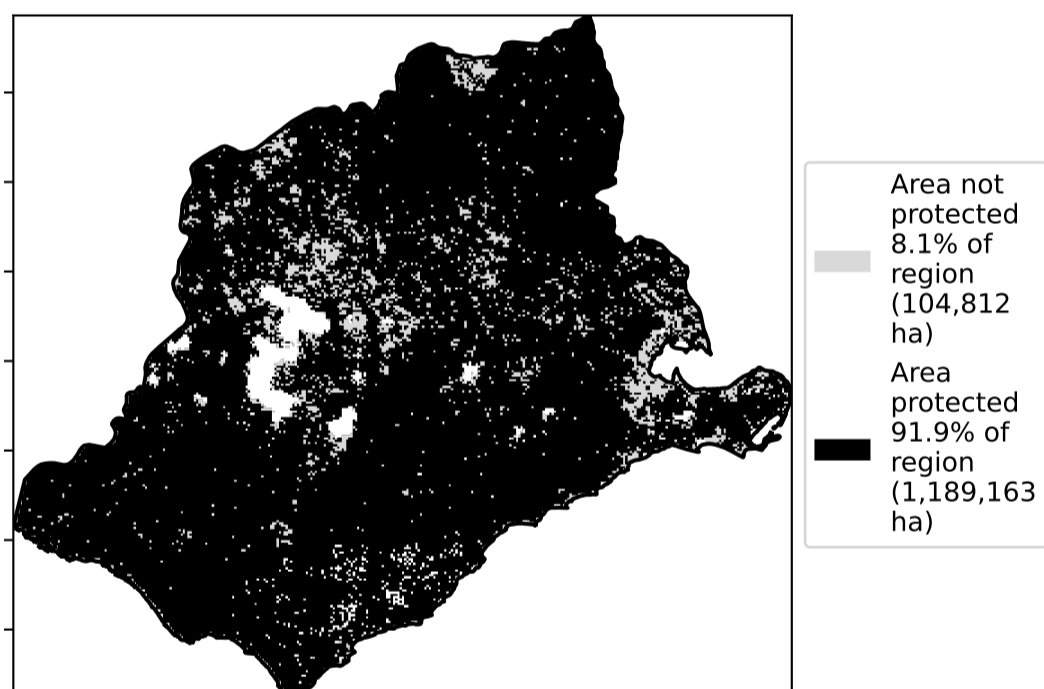 Area not
protected
8.1% of
region
(104,812
ha)
Area
protected
91.9% of
region
(1,189,163
ha)